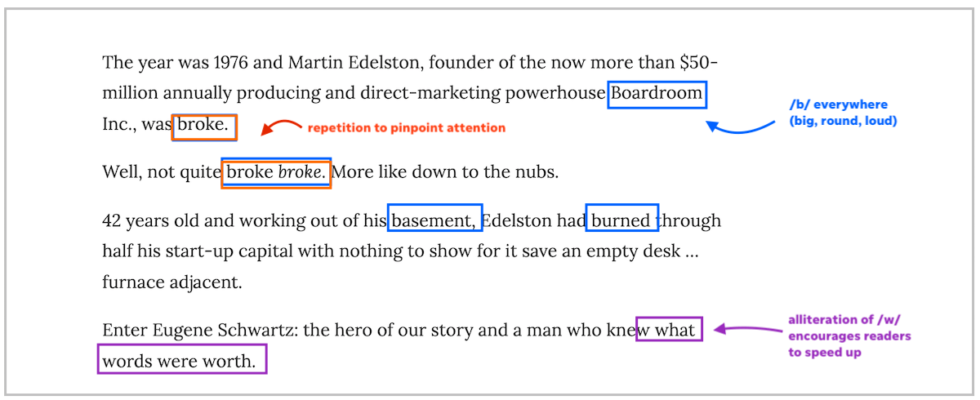 The year was 1976 and Martin Edelston, founder of the now more than $50-
million annually producing and direct-marketing powerhouse Boardroom
Inc., was broke.
/b/ everywhere
(big, round, loud)
repetition to pinpoint attention
Well, not quite broke broke. More like down to the nubs.
42 years old and working out of his basement, Edelston had burned through
half his start-up capital with nothing to show for it save an empty desk ...
furnace adjacent.
Enter Eugene Schwartz: the hero of our story and a man who knew what
words were worth.
alliteration of /w/
encourages readers
to speed up